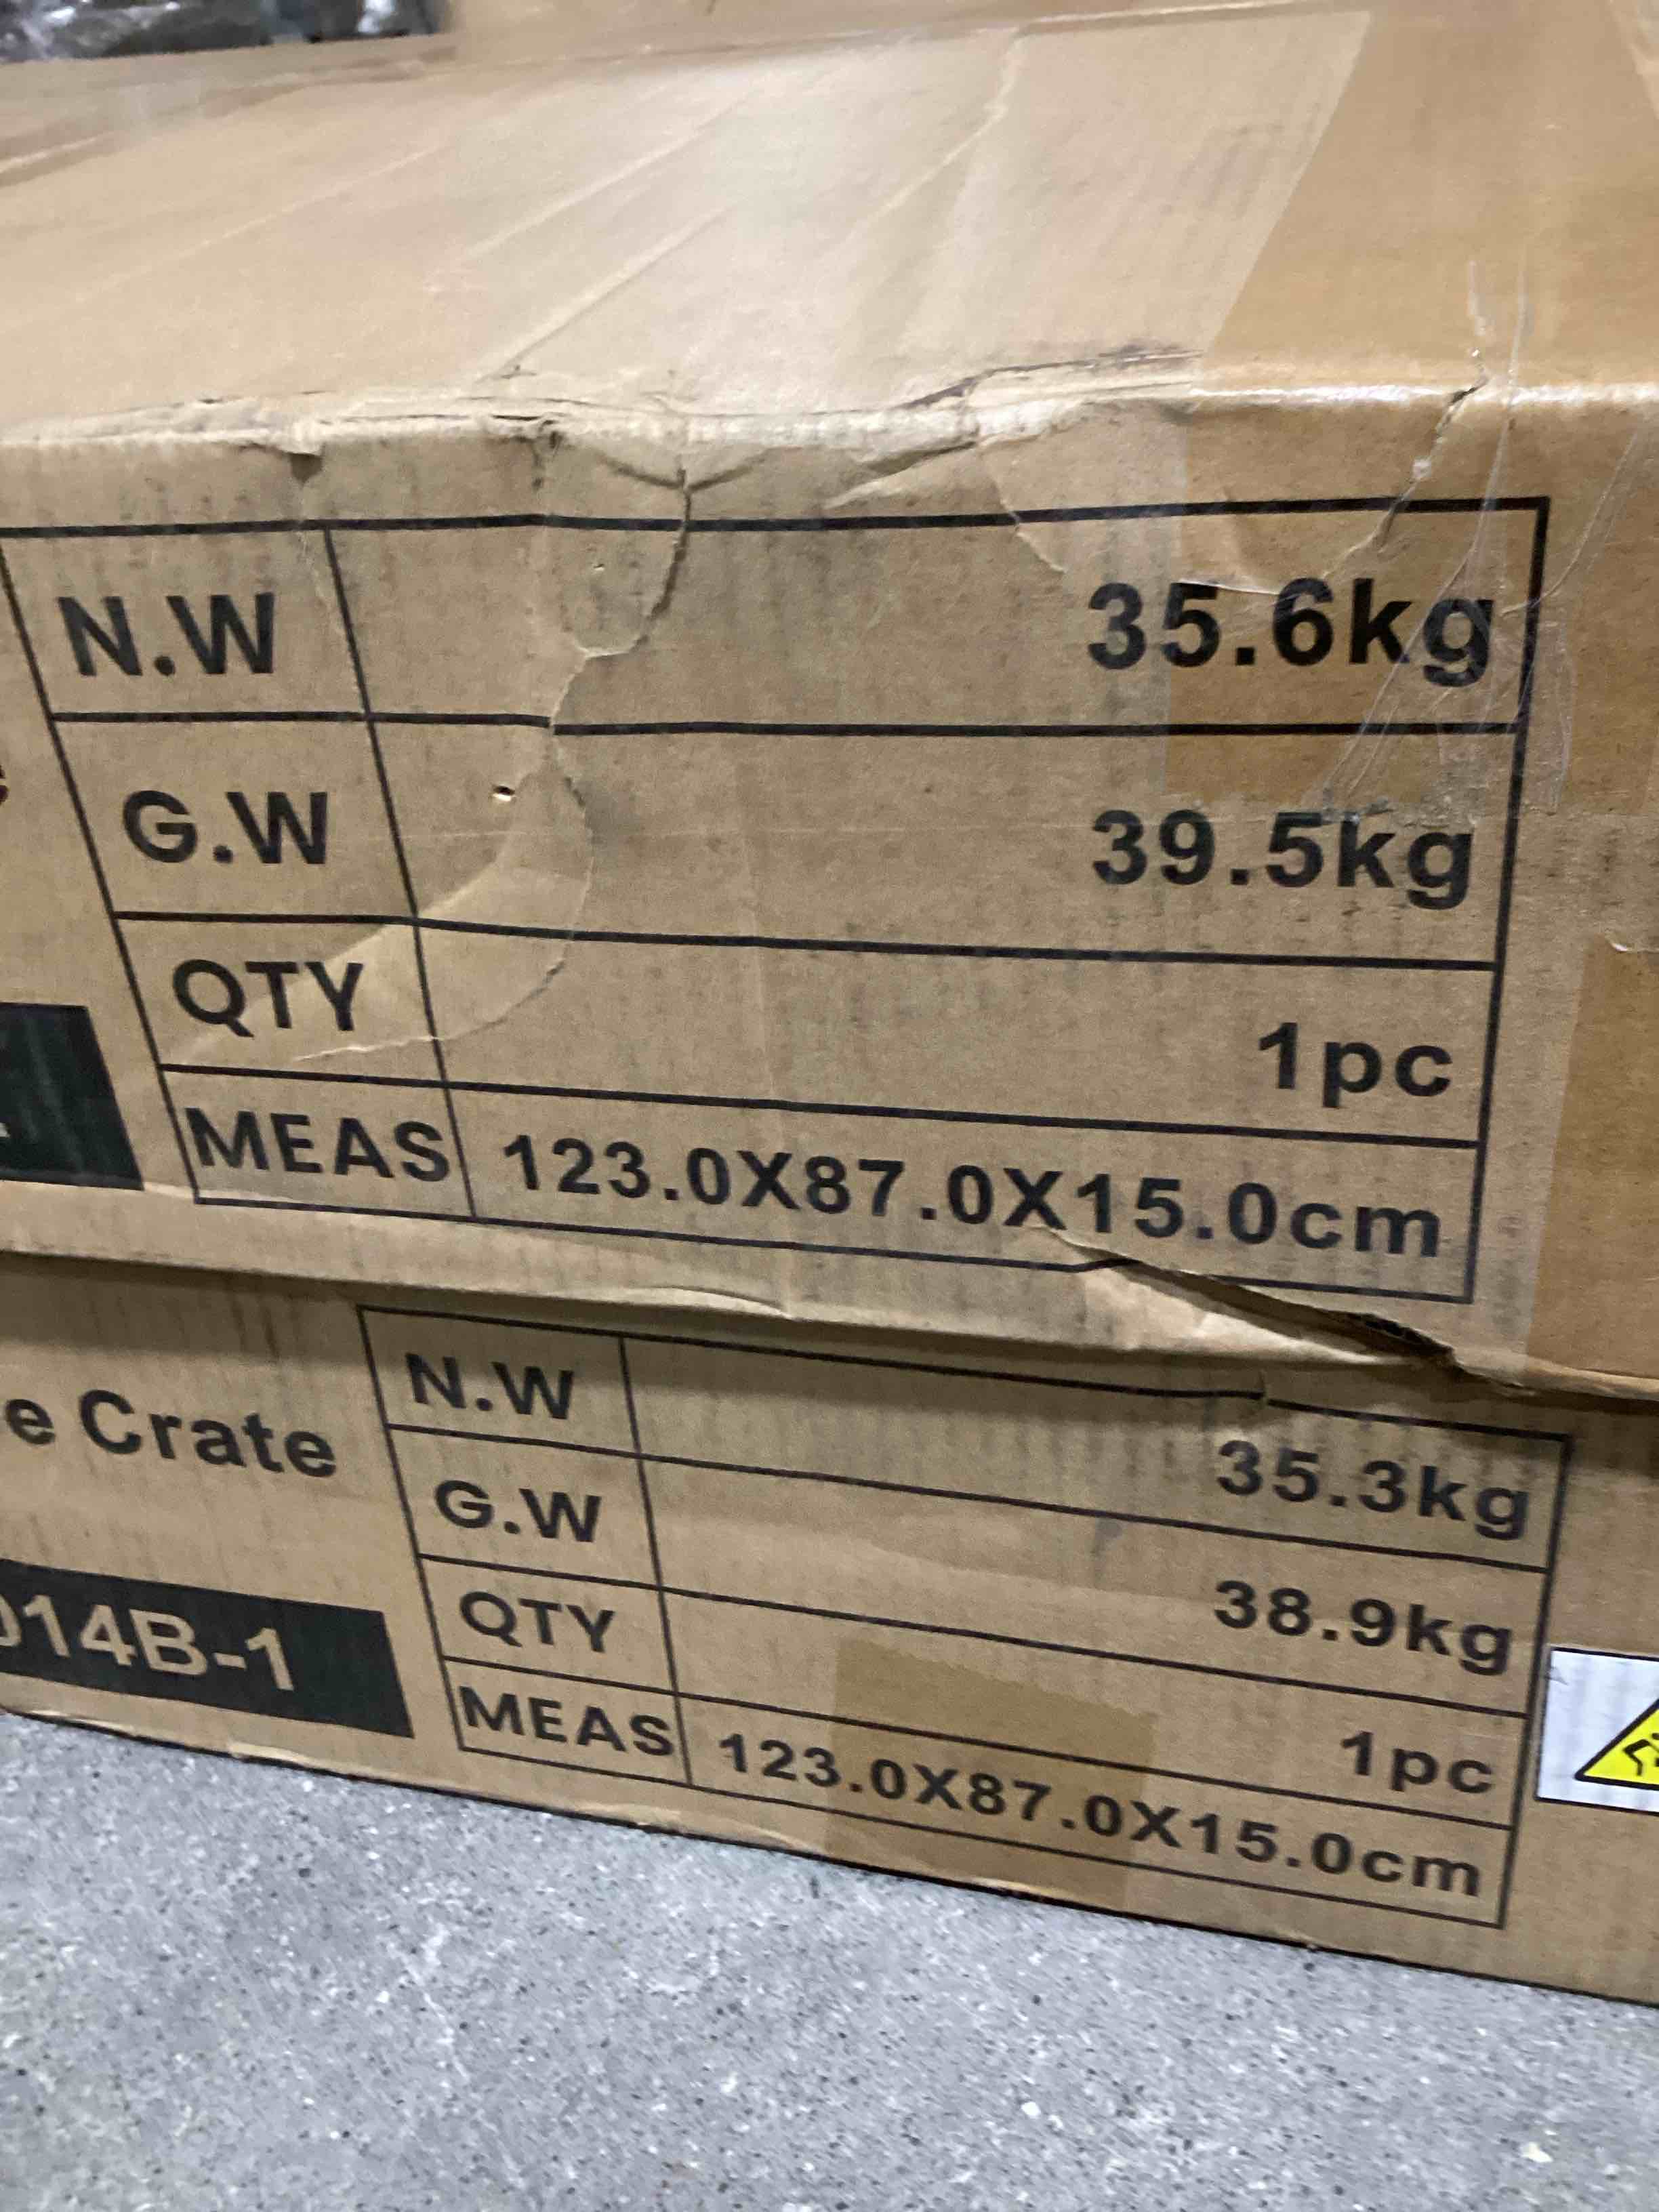 N.W 35.6kg
G.W 39.5kg
QTY 1pc
MEAS 123.0X87.0X15.0cm
N.W 35.3kg
e Crate
G.W 38.9kg
QTY 1pc
014B-1
MEAS 123.0X87.0X15.0cm